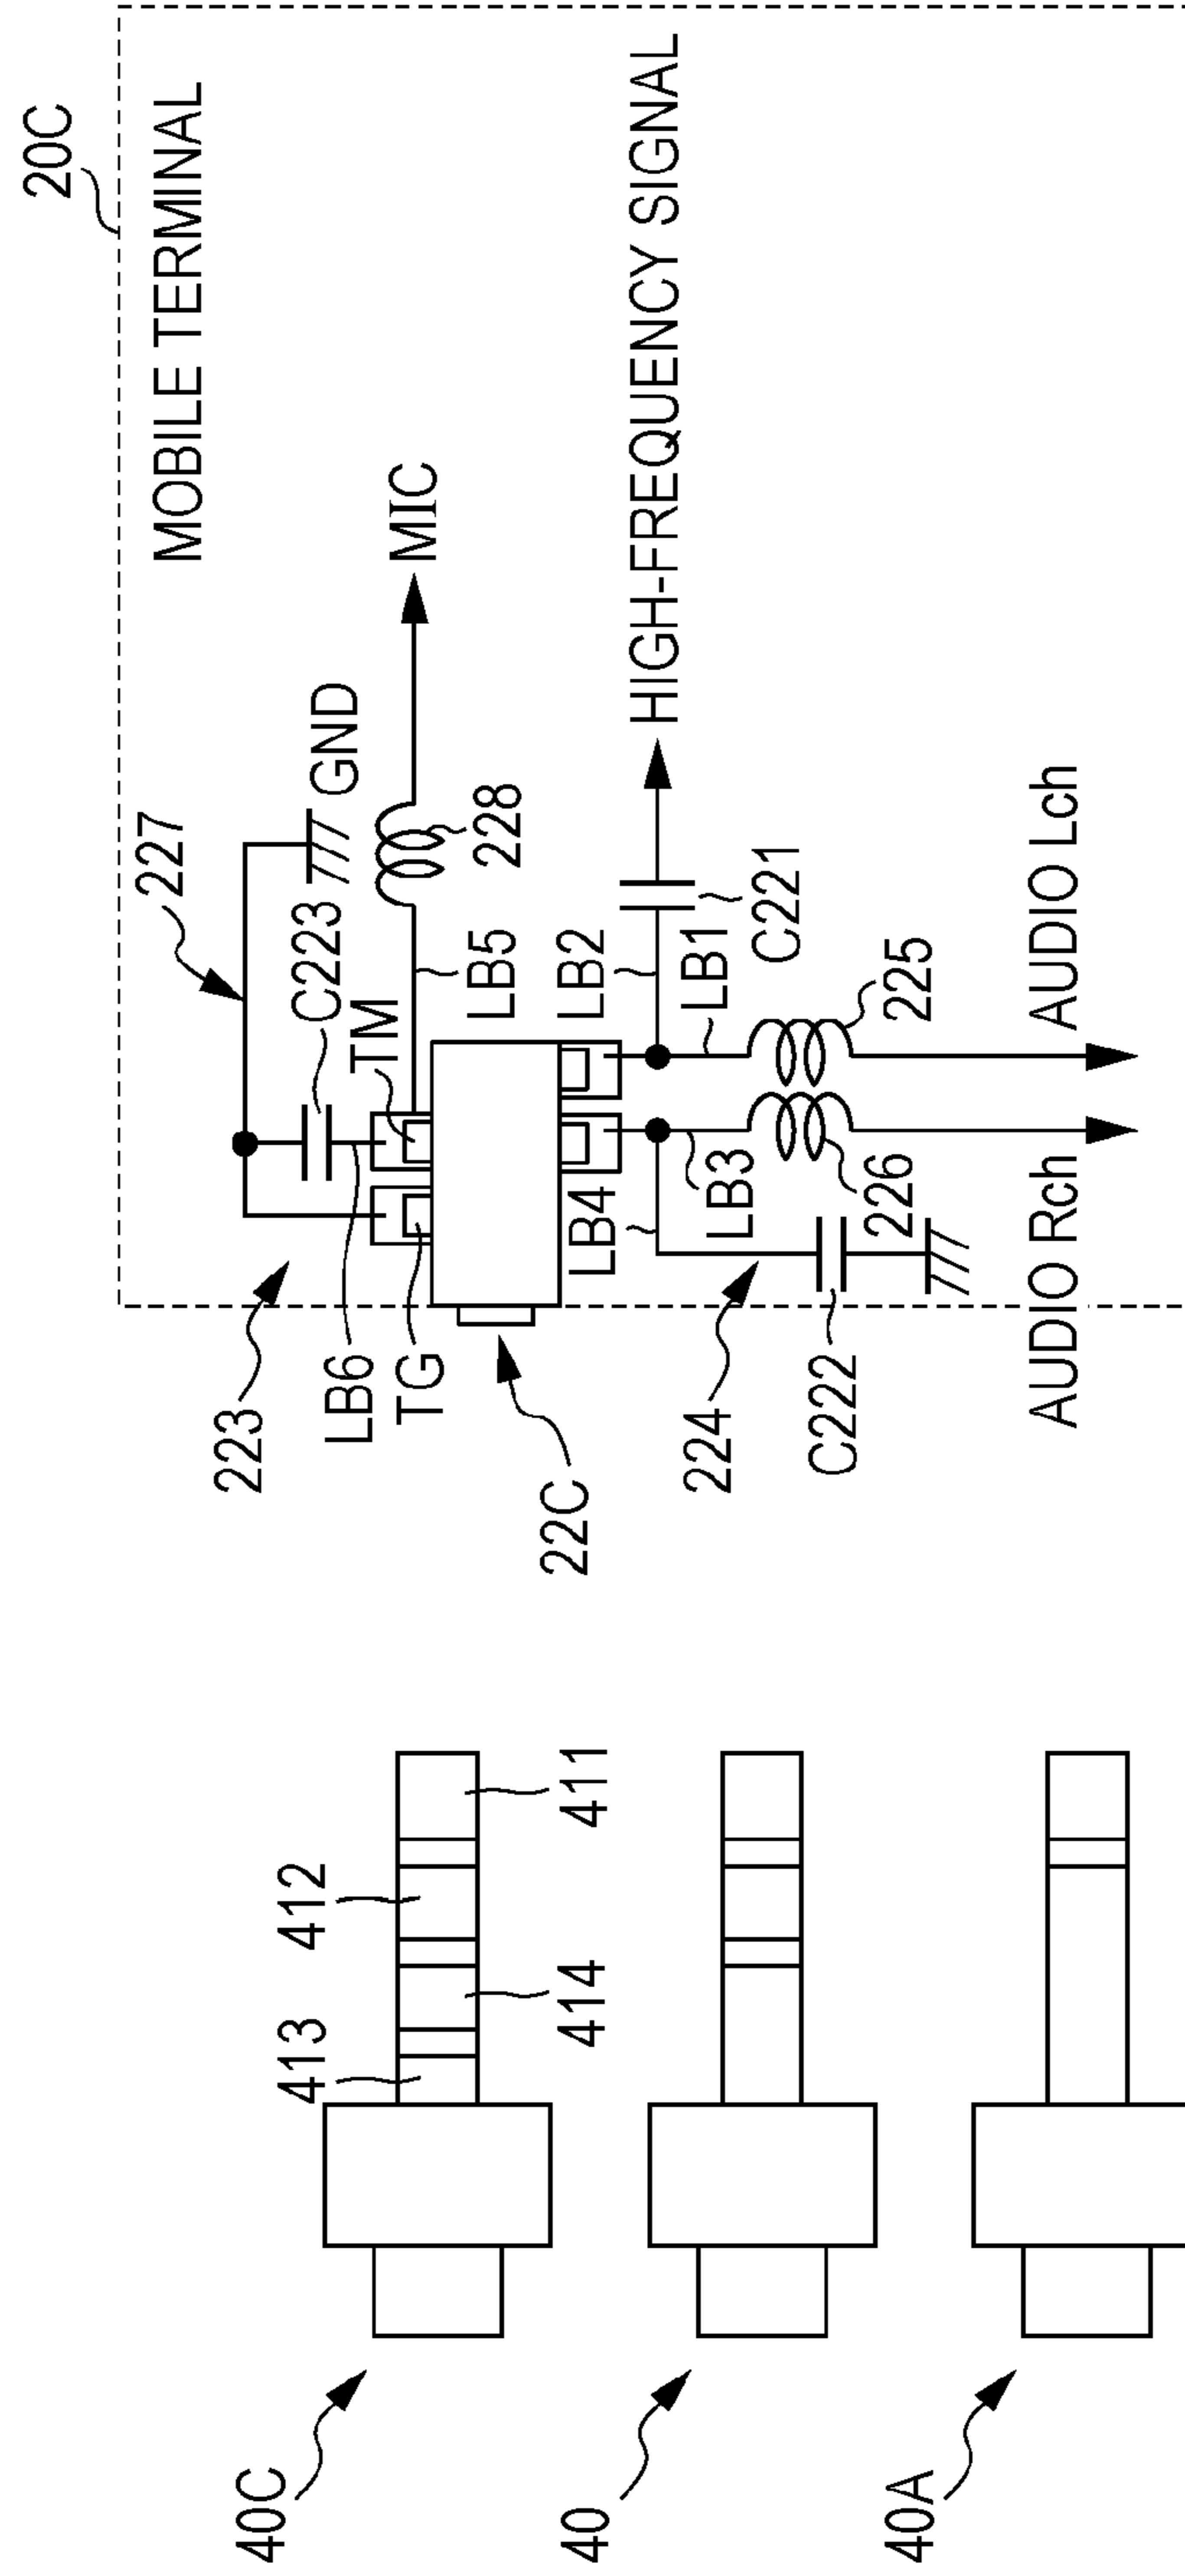 20C
MOBILE TERMINAL
227
GND
C223
TM
MIC
228
LB5
223
LB6
TG
22C
HIGH-FREQUENCY SIGNAL
LB2
LB1
C221
LB4
LB3
225
226
224
C222
AUDIO Lch
AUDIO Rch
40C
413
412
414
411
40
40A